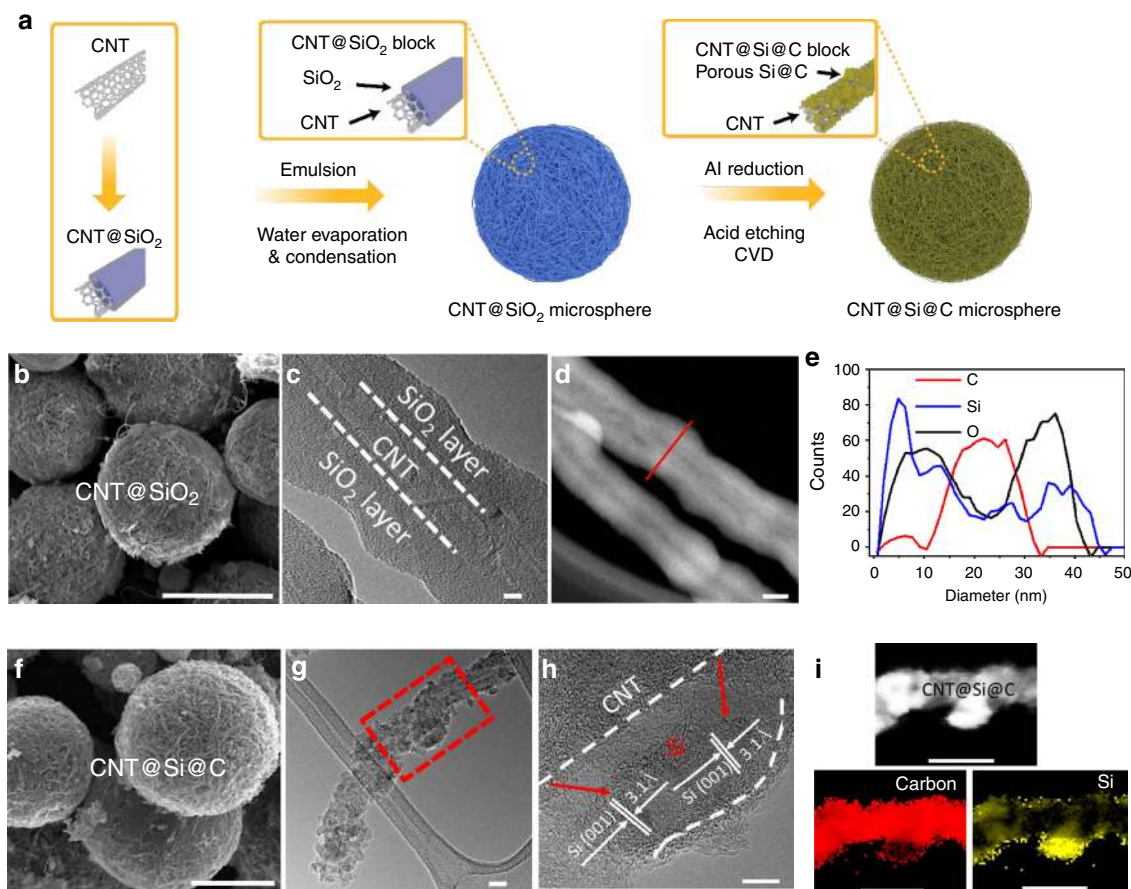 a
CNT
CNT@SiO₂
CNT@SiO₂ block
SiO₂
CNT
Emulsion
Water evaporation
& condensation
CNT@SiO₂ microsphere
CNT@Si@C block
Porous Si@C
CNT
Al reduction
Acid etching
CVD
CNT@Si@C microsphere
b
CNT@SiO₂
c
SiO₂ layer
CNT
SiO₂ layer
d
e
C
Si
O
Counts
100
80
60
40
20
0
0 10 20 30 40 50
Diameter (nm)
f
CNT@Si@C
g
h
CNT
Si
3.1Å
Si (001)
3.1Å
Si (001)
i
CNT@Si@C
Carbon
Si